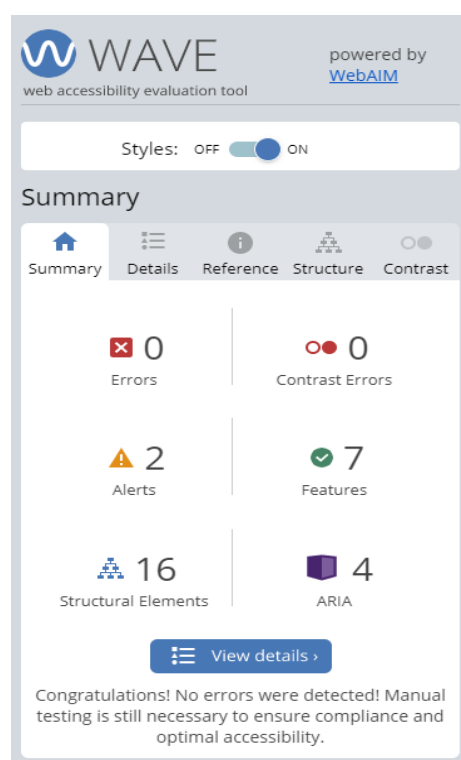 WAVE
web accessibility evaluation tool
powered by
WebAIM
Styles: OFF ON
Summary
Summary Details Reference Structure Contrast
0 0
Errors Contrast Errors
2 7
Alerts Features
16 4
Structural Elements ARIA
View details ›
Congratulations! No errors were detected! Manual
testing is still necessary to ensure compliance and
optimal accessibility.